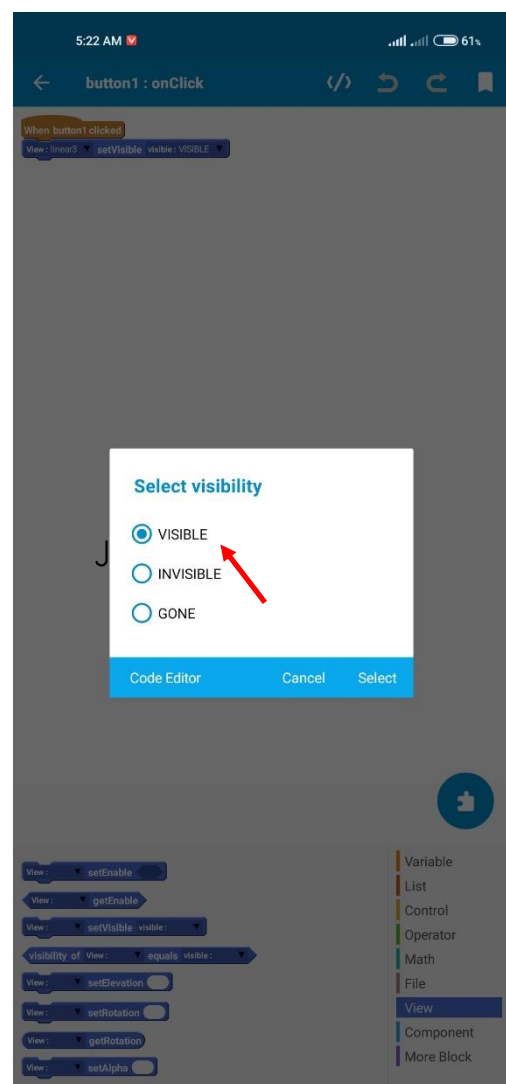 5:22 AM 61%
button1 : onClick </>
When button1 clicked
View : linear3 setVisible visible : VISIBLE
Select visibility
VISIBLE
J
INVISIBLE
GONE
Code Editor Cancel Select
View : setEnable
View : getEnable
View : setVisible visible :
visibility of View : equals visible :
View : setElevation
View : setRotation
View : getRotation
View : setAlpha
Variable
List
Control
Operator
Math
File
View
Component
More Block